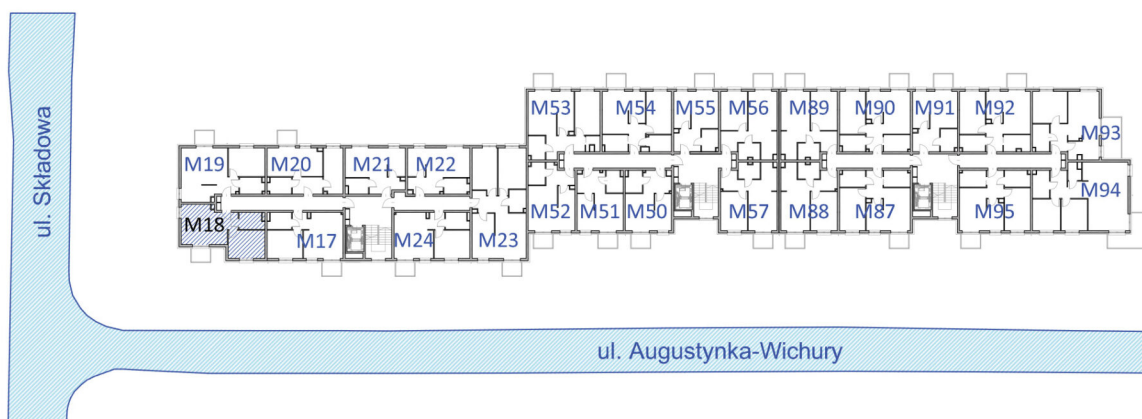 ul. Składowa
M53
M54
M55
M56
M89
M90
M91
M92
M93
M19
M20
M21
M22
M94
M18
M17
M24
M23
M52
M51
M50
M57
M88
M87
M95
ul. Augustynka-Wichury